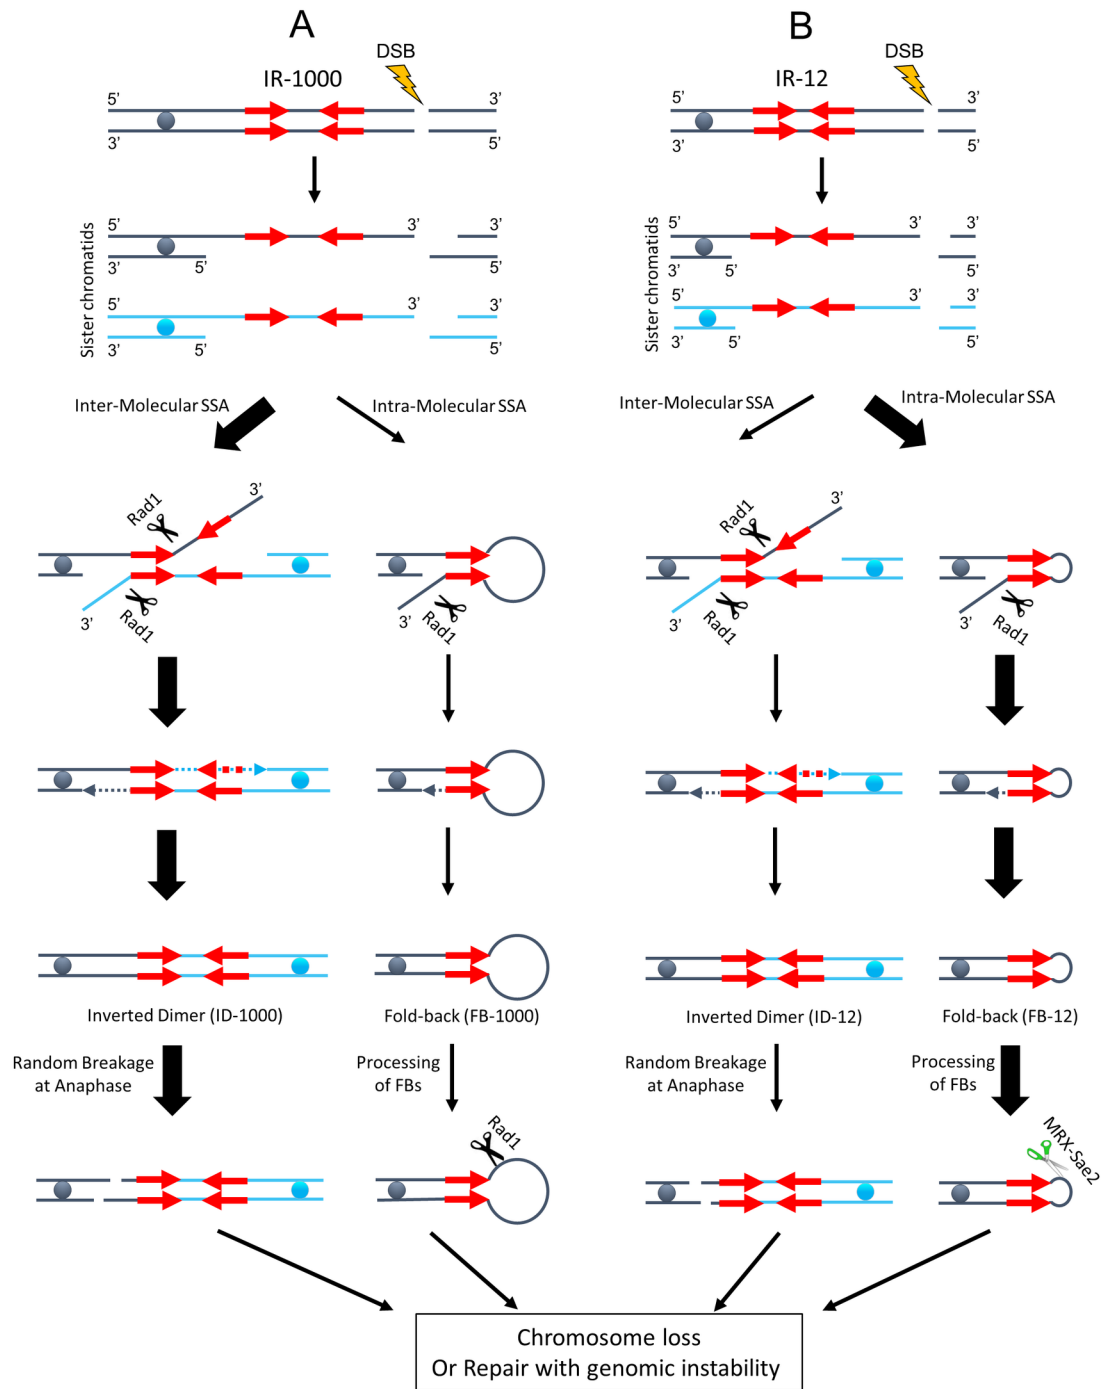 A
B
DSB
DSB
IR-1000
IR-12
5’
3’
5’
3’
3’
5’
3’
5’
Sister chromatids
5’
3’
3’
3’
5’
5’
5’
3’
3’
3’
5’
5’
Sister chromatids
5’
3’
3’
3’
5’
5’
5’
3’
3’
3’
5’
5’
Inter-Molecular SSA
Intra-Molecular SSA
Inter-Molecular SSA
Intra-Molecular SSA
3’
Rad1
3’
Rad1
3’
Rad1
3’
Rad1
3’
Rad1
3’
Rad1
Inverted Dimer (ID-1000)
Fold-back (FB-1000)
Inverted Dimer (ID-12)
Fold-back (FB-12)
Random Breakage
at Anaphase
Processing
of FBs
Random Breakage
at Anaphase
Processing
of FBs
Rad1
MRX-Sae2
Chromosome loss
Or Repair with genomic instability